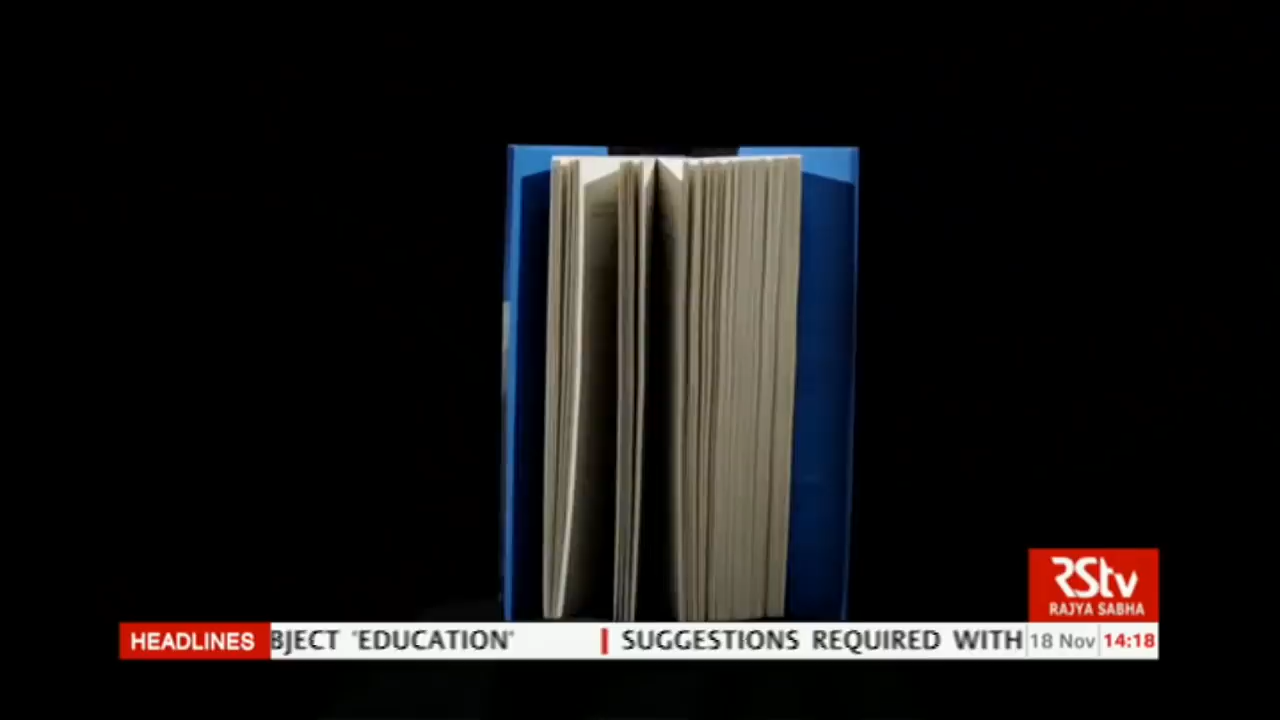 RStv
RAJYA SABHA
HEADLINES BJECT "EDUCATION" | SUGGESTIONS REQUIRED WITH 18 Nov 14:18